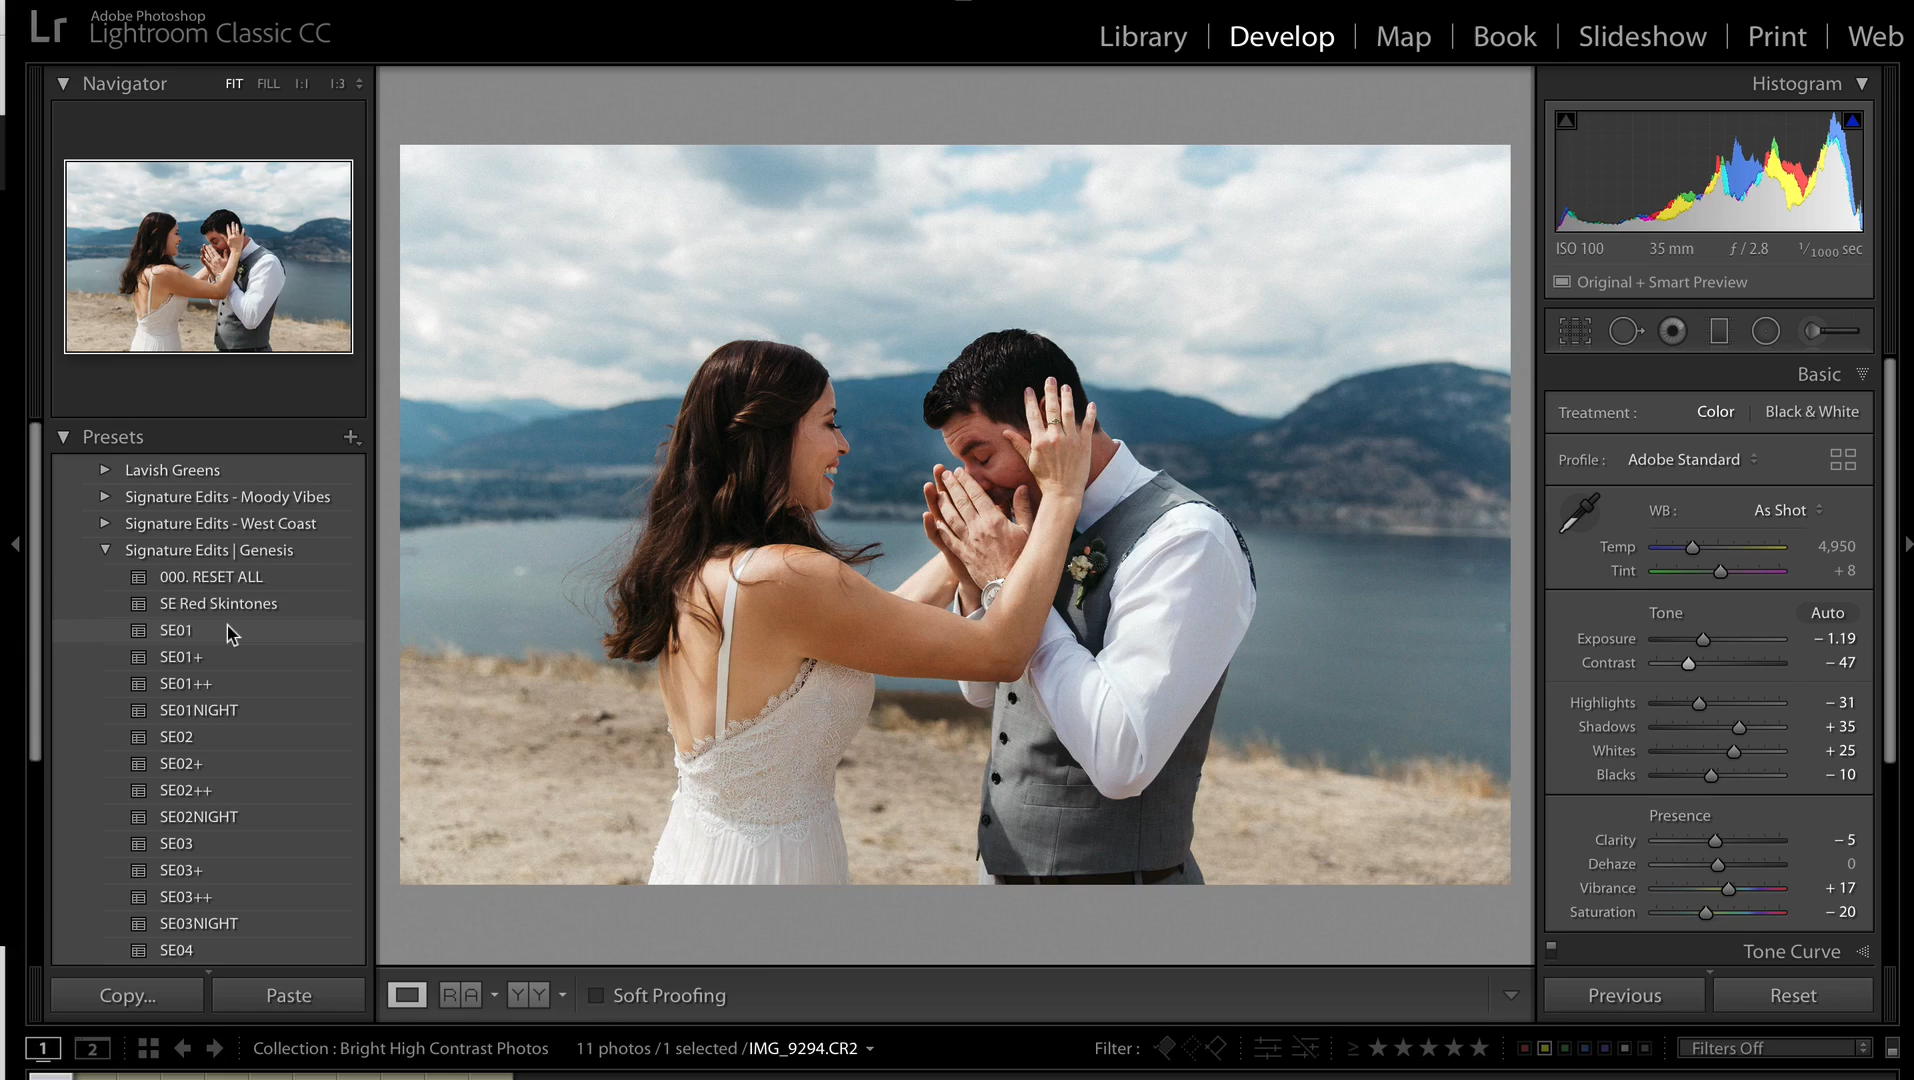 Lr Adobe Photoshop
Lightroom Classic CC
Library | Develop | Map | Book | Slideshow | Print | Web
Navigator FIT FILL 1:1 1:3
Presets
Lavish Greens
Signature Edits - Moody Vibes
Signature Edits - West Coast
Signature Edits | Genesis
000. RESET ALL
SE Red Skintones
SE01
SE01+
SE01++
SE01NIGHT
SE02
SE02+
SE02++
SE02NIGHT
SE03
SE03+
SE03++
SE03NIGHT
SE04
Copy... Paste
Histogram
ISO 100 35 mm ƒ / 2.8 1/1000 sec
Original + Smart Preview
Basic
Treatment : Color | Black & White
Profile : Adobe Standard
WB : As Shot
Temp 4,950
Tint + 8
Tone Auto
Exposure − 1.19
Contrast − 47
Highlights − 31
Shadows + 35
Whites + 25
Blacks − 10
Presence
Clarity − 5
Dehaze 0
Vibrance + 17
Saturation − 20
Tone Curve
R A Y Y Soft Proofing
Previous Reset
1 2 Collection : Bright High Contrast Photos 11 photos / 1 selected / IMG_9294.CR2 Filter : ≥ ★★★★★ Filters Off